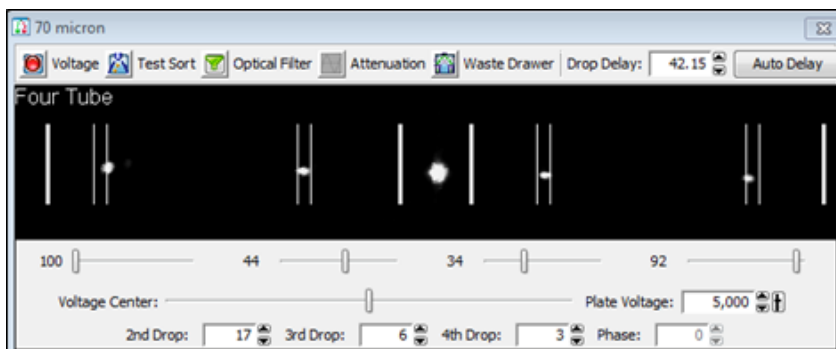 70 micron
Voltage Test Sort Optical Filter Attenuation Waste Drawer Drop Delay: 42.15 Auto Delay
Four Tube
100 44 34 92
Voltage Center: Plate Voltage: 5,000
2nd Drop: 17 3rd Drop: 6 4th Drop: 3 Phase: 0